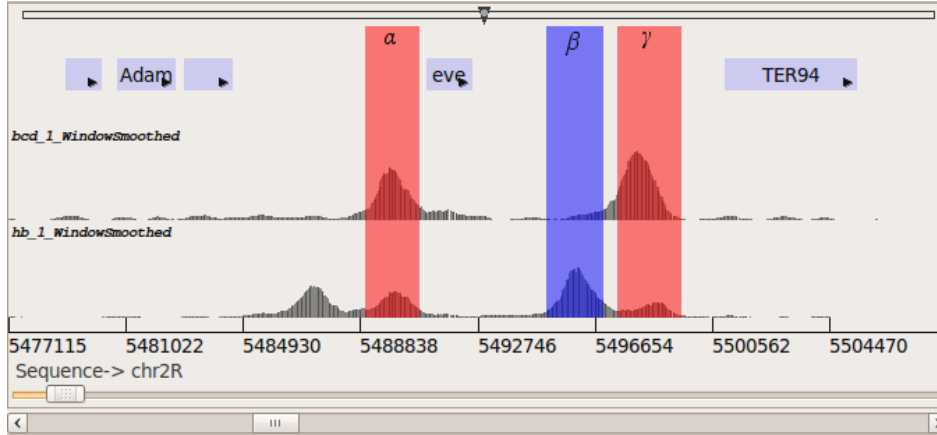 α β γ
Adam eve TER94
bcd_1_WindowSmoothed
hb_1_WindowSmoothed
5477115 5481022 5484930 5488838 5492746 5496654 5500562 5504470
Sequence-> chr2R